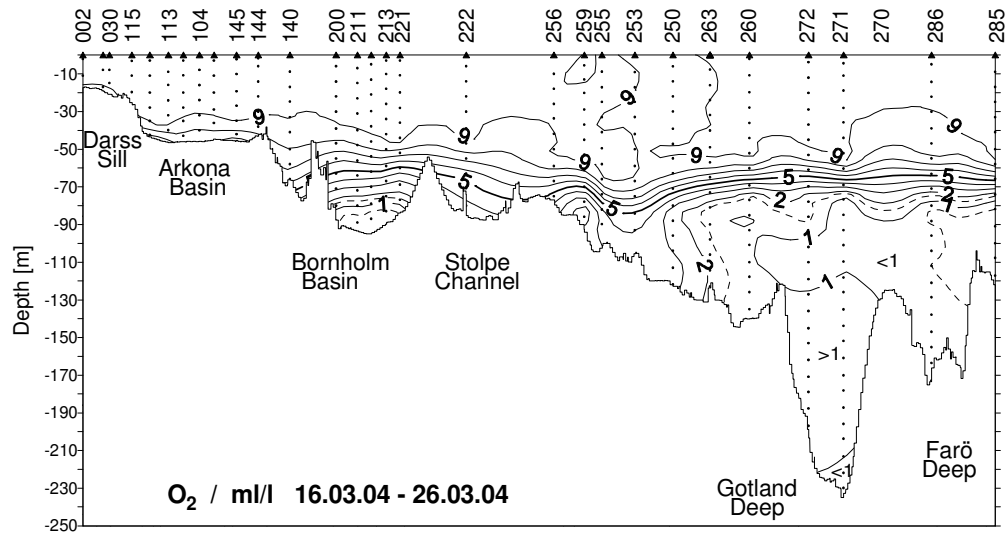 002 030 115 113 104 145 144 140 200 211 213 221 222 256 259 255 253 250 263 260 272 271 270 286 285
Depth [m]
-10
-30
-50
-70
-90
-110
-130
-150
-170
-190
-210
-230
-250
9 9 9 9 9 9 9
5 5 5 5
2 2 2
1 1 1 1
<1
>1
<1
Darss
Sill
Arkona
Basin
Bornholm
Basin
Stolpe
Channel
Gotland
Deep
Farö
Deep
O₂ / ml/l 16.03.04 - 26.03.04